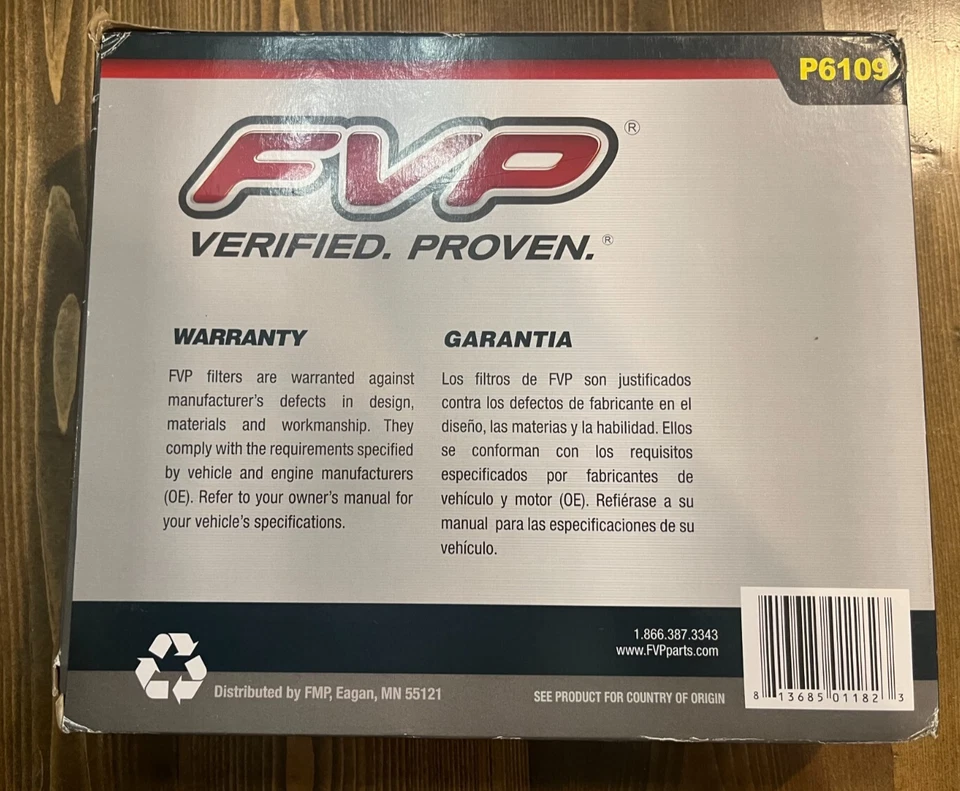 P6109
FVP®
VERIFIED. PROVEN.®
WARRANTY
FVP filters are warranted against
manufacturer's defects in design,
materials and workmanship. They
comply with the requirements specified
by vehicle and engine manufacturers
(OE). Refer to your owner's manual for
your vehicle's specifications.
GARANTIA
Los filtros de FVP son justificados
contra los defectos de fabricante en el
diseño, las materias y la habilidad. Ellos
se conforman con los requisitos
especificados por fabricantes de
vehículo y motor (OE). Refiérase a su
manual para las especificaciones de su
vehículo.
1.866.387.3343
www.FVPparts.com
Distributed by FMP, Eagan, MN 55121
SEE PRODUCT FOR COUNTRY OF ORIGIN
8 13685 01182 3